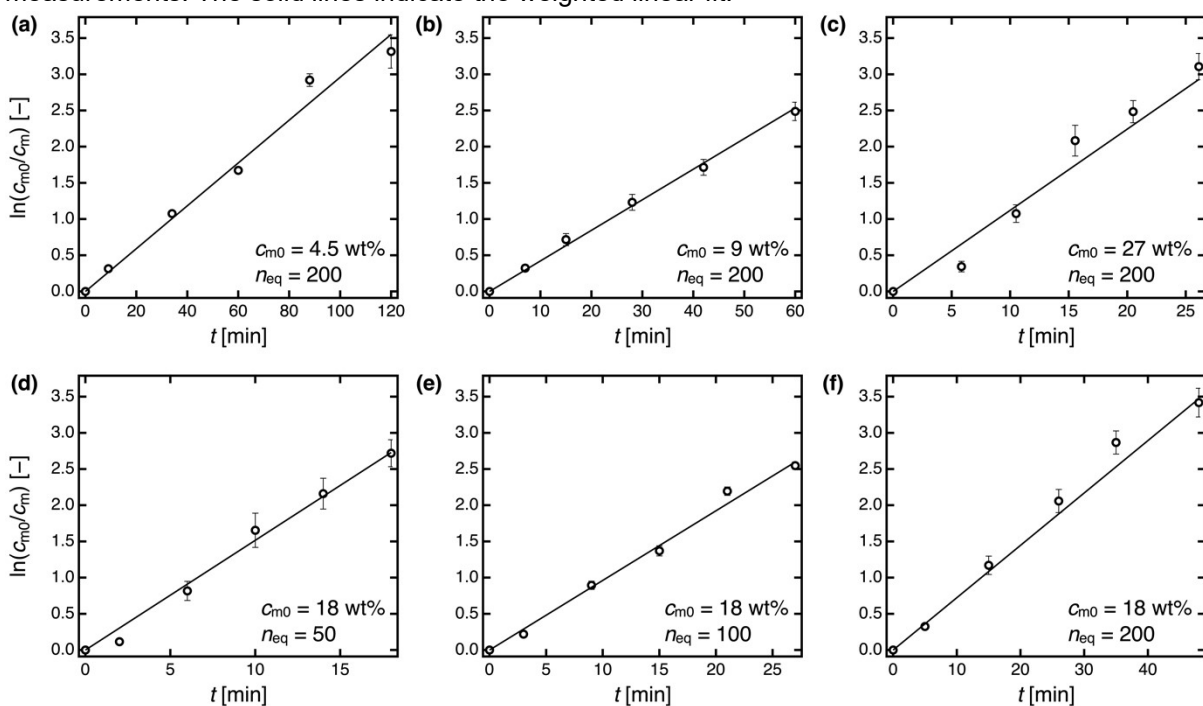 measurements. The solid lines indicate the weighted linear fit.
(a)
ln(cm0/cm) [–]
3.5
3.0
2.5
2.0
1.5
1.0
0.5
0.0
cm0 = 4.5 wt%
neq = 200
0 20 40 60 80 100 120
t [min]
(b)
3.5
3.0
2.5
2.0
1.5
1.0
0.5
0.0
cm0 = 9 wt%
neq = 200
0 10 20 30 40 50 60
t [min]
(c)
3.5
3.0
2.5
2.0
1.5
1.0
0.5
0.0
cm0 = 27 wt%
neq = 200
0 5 10 15 20 25
t [min]
(d)
ln(cm0/cm) [–]
3.5
3.0
2.5
2.0
1.5
1.0
0.5
0.0
cm0 = 18 wt%
neq = 50
0 5 10 15
t [min]
(e)
3.5
3.0
2.5
2.0
1.5
1.0
0.5
0.0
cm0 = 18 wt%
neq = 100
0 5 10 15 20 25
t [min]
(f)
3.5
3.0
2.5
2.0
1.5
1.0
0.5
0.0
cm0 = 18 wt%
neq = 200
0 10 20 30 40
t [min]